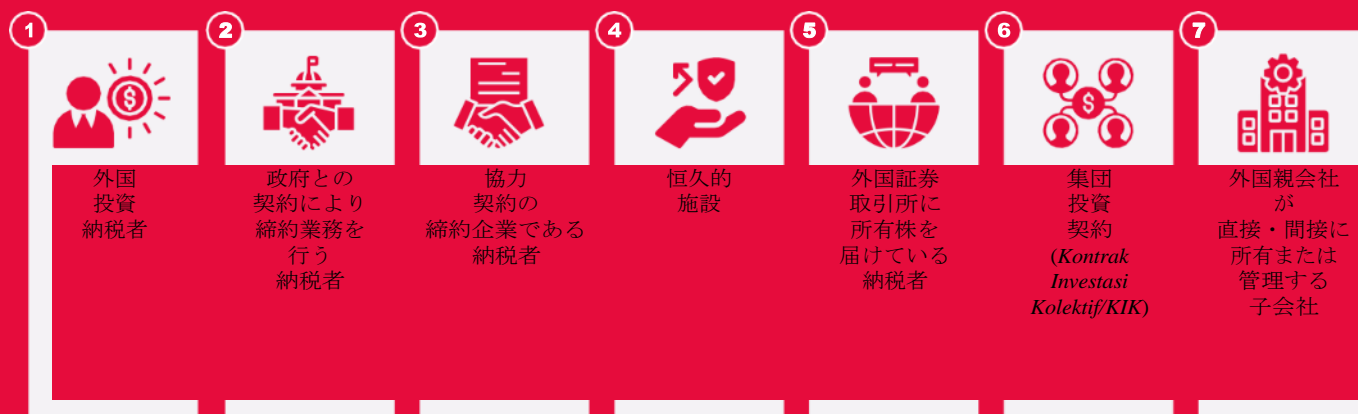 1
外国
投資
納税者
2
政府との
契約により
締約業務を
行う
納税者
3
協力
契約の
締約企業である
納税者
4
恒久的
施設
5
外国証券
取引所に
所有株を
届けている
納税者
6
集団
投資
契約
(Kontrak
Investasi
Kolektif/KIK)
7
外国親会社
が
直接・間接に
所有または
管理する
子会社